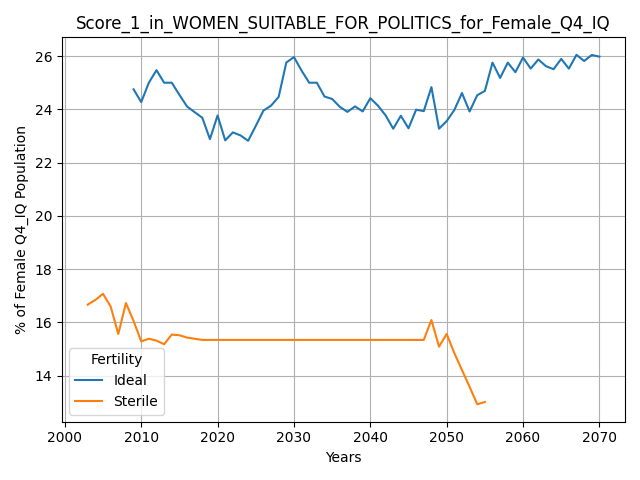 Score_1_in_WOMEN_SUITABLE_FOR_POLITICS_for_Female_Q4_IQ
% of Female Q4_IQ Population
26
24
22
20
18
16
14
Fertility
Ideal
Sterile
2000 2010 2020 2030 2040 2050 2060 2070
Years